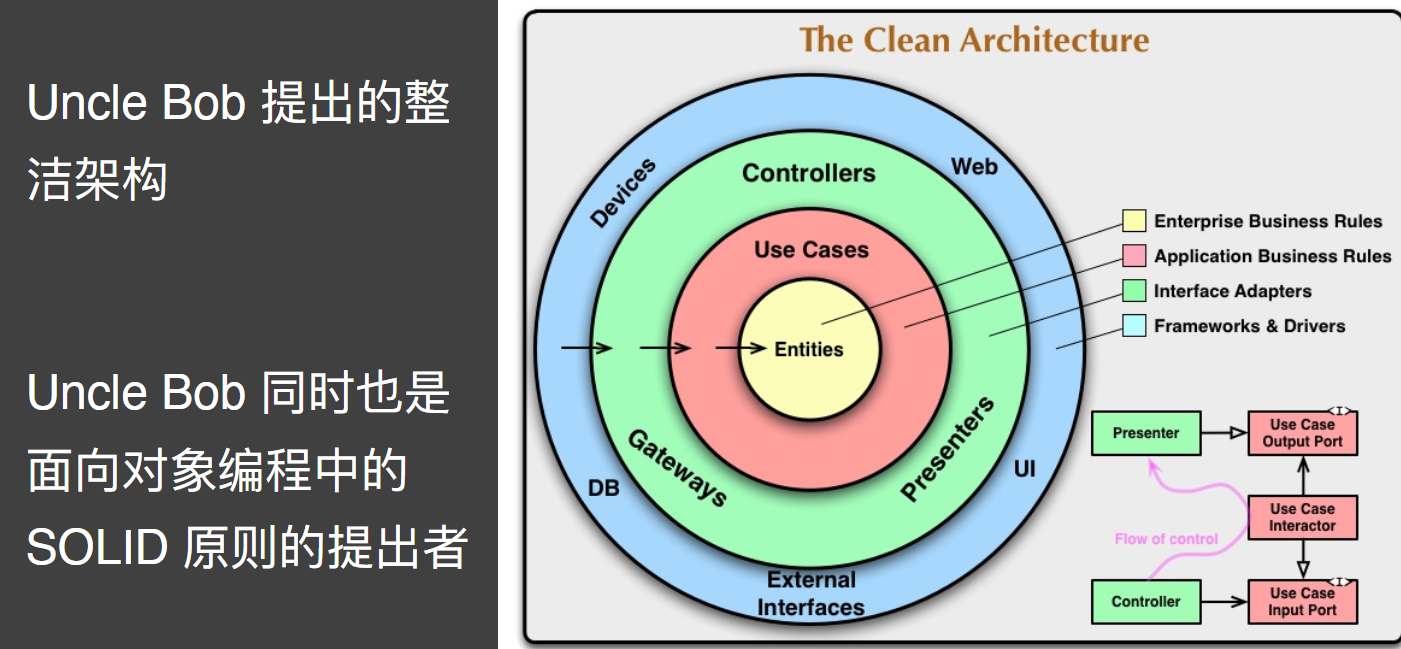 Uncle Bob 提出的整
洁架构
Uncle Bob 同时也是
面向对象编程中的
SOLID 原则的提出者
The Clean Architecture
Devices
Web
Controllers
Use Cases
Entities
Gateways
Presenters
DB
UI
External
Interfaces
Enterprise Business Rules
Application Business Rules
Interface Adapters
Frameworks & Drivers
Presenter
<I>
Use Case
Output Port
Use Case
Interactor
Flow of control
Controller
<I>
Use Case
Input Port